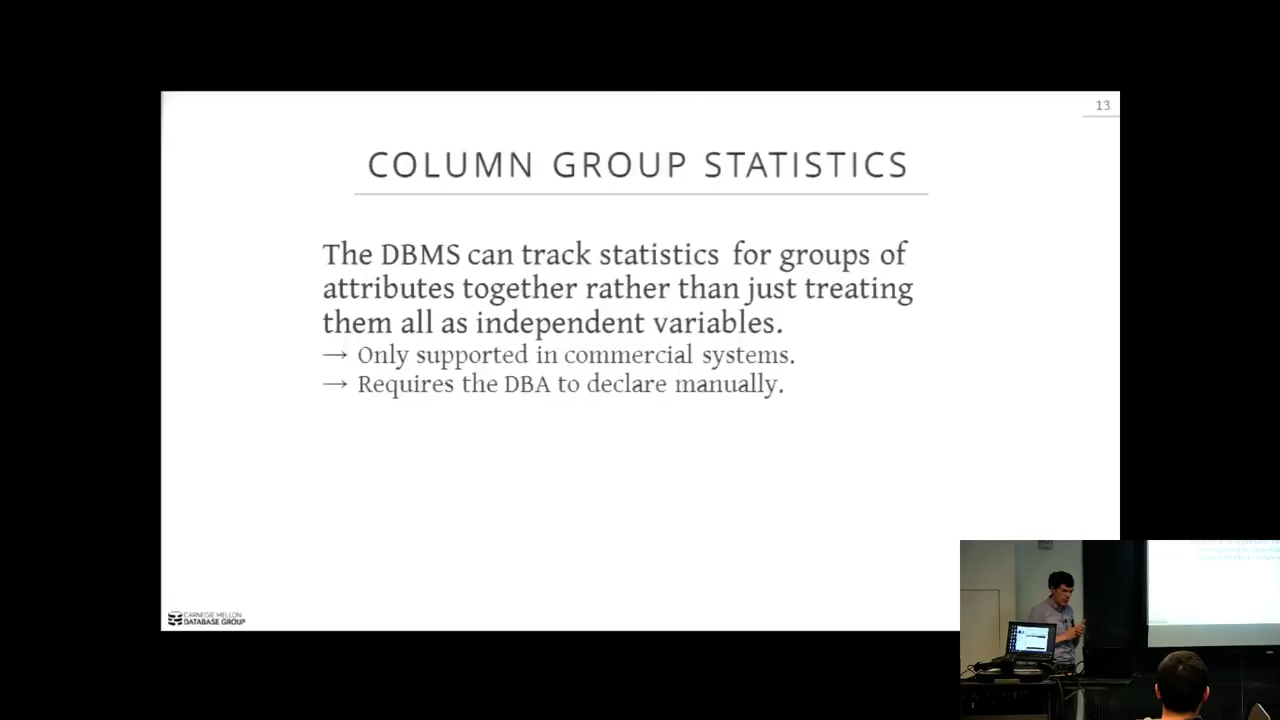 13
COLUMN GROUP STATISTICS
The DBMS can track statistics for groups of
attributes together rather than just treating
them all as independent variables.
→ Only supported in commercial systems.
→ Requires the DBA to declare manually.
CARNEGIE MELLON
DATABASE GROUP